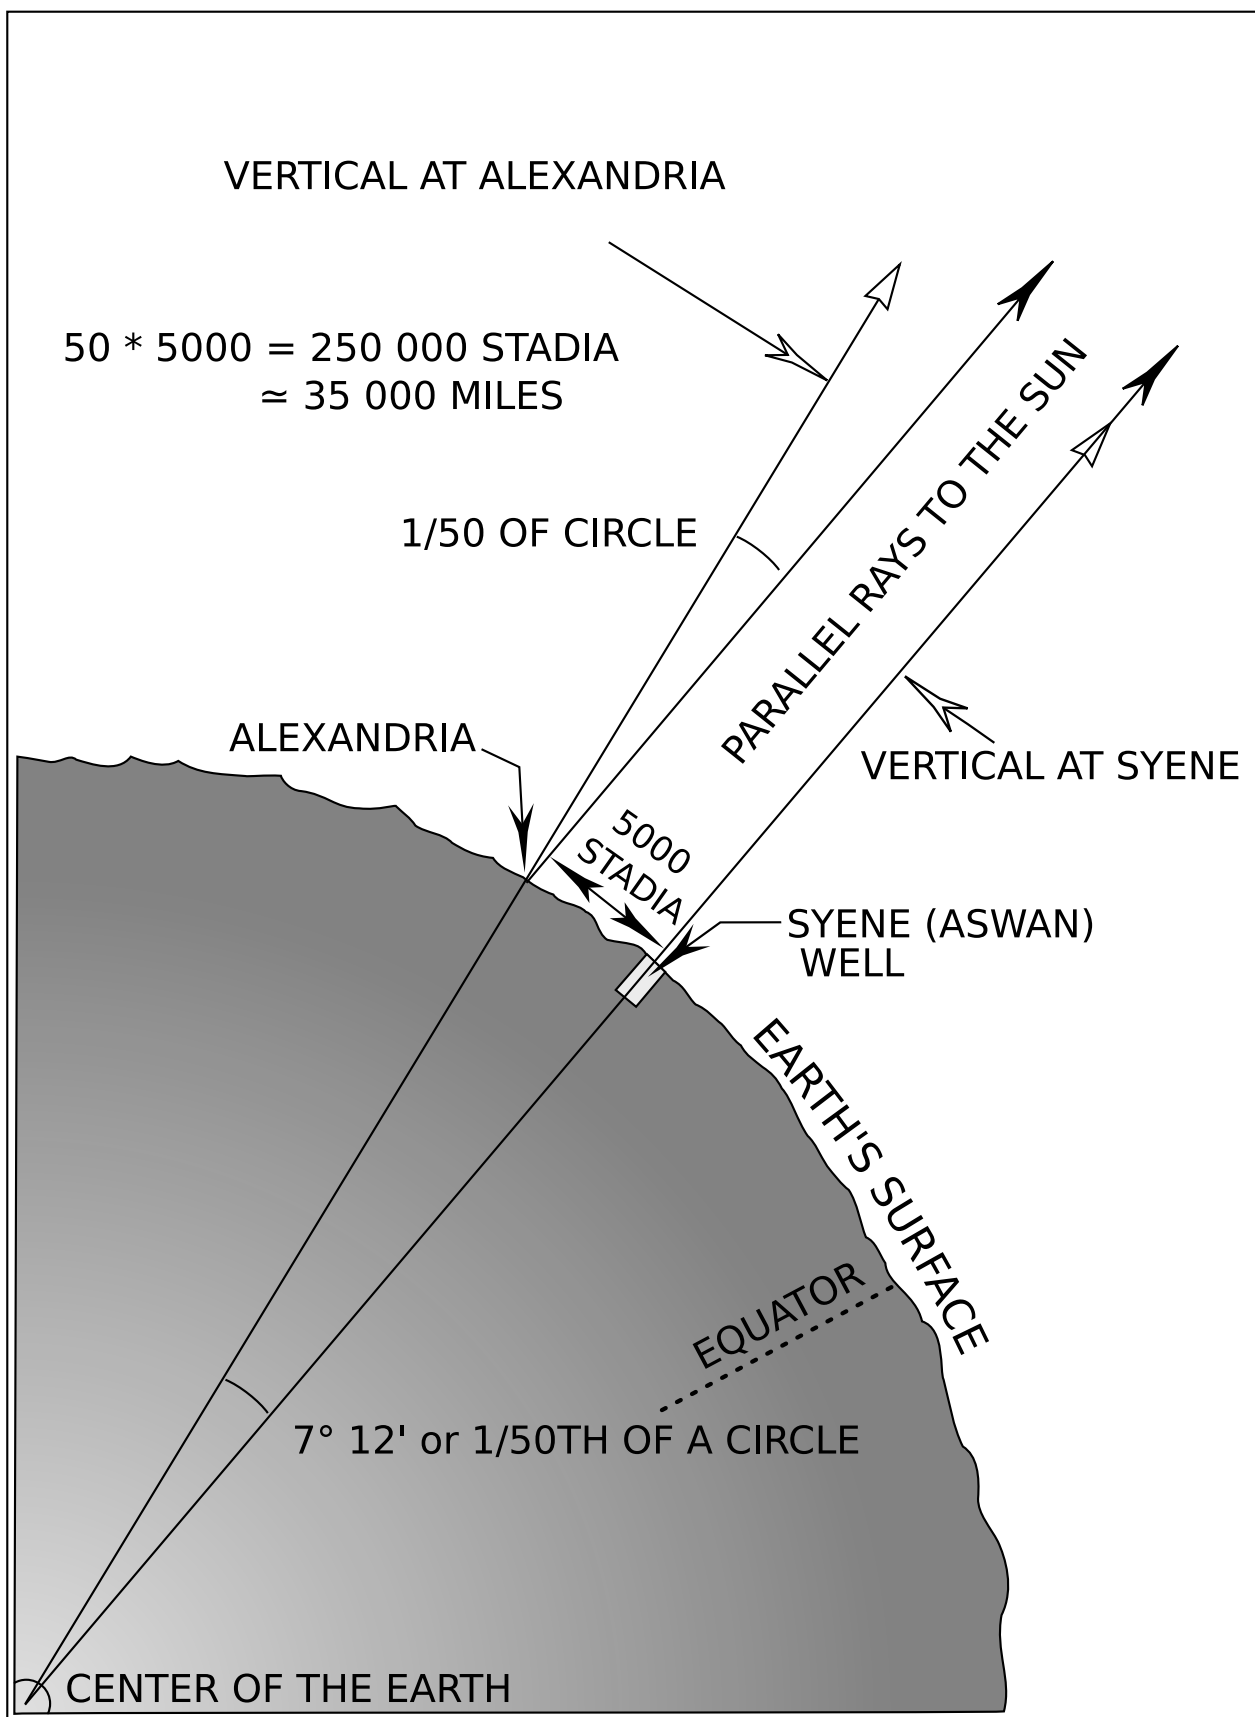 VERTICAL AT ALEXANDRIA
50 * 5000 = 250 000 STADIA
≃ 35 000 MILES
1/50 OF CIRCLE
PARALLEL RAYS TO THE SUN
ALEXANDRIA
VERTICAL AT SYENE
5000
STADIA
SYENE (ASWAN)
WELL
EARTH'S SURFACE
EQUATOR
7° 12' or 1/50TH OF A CIRCLE
CENTER OF THE EARTH